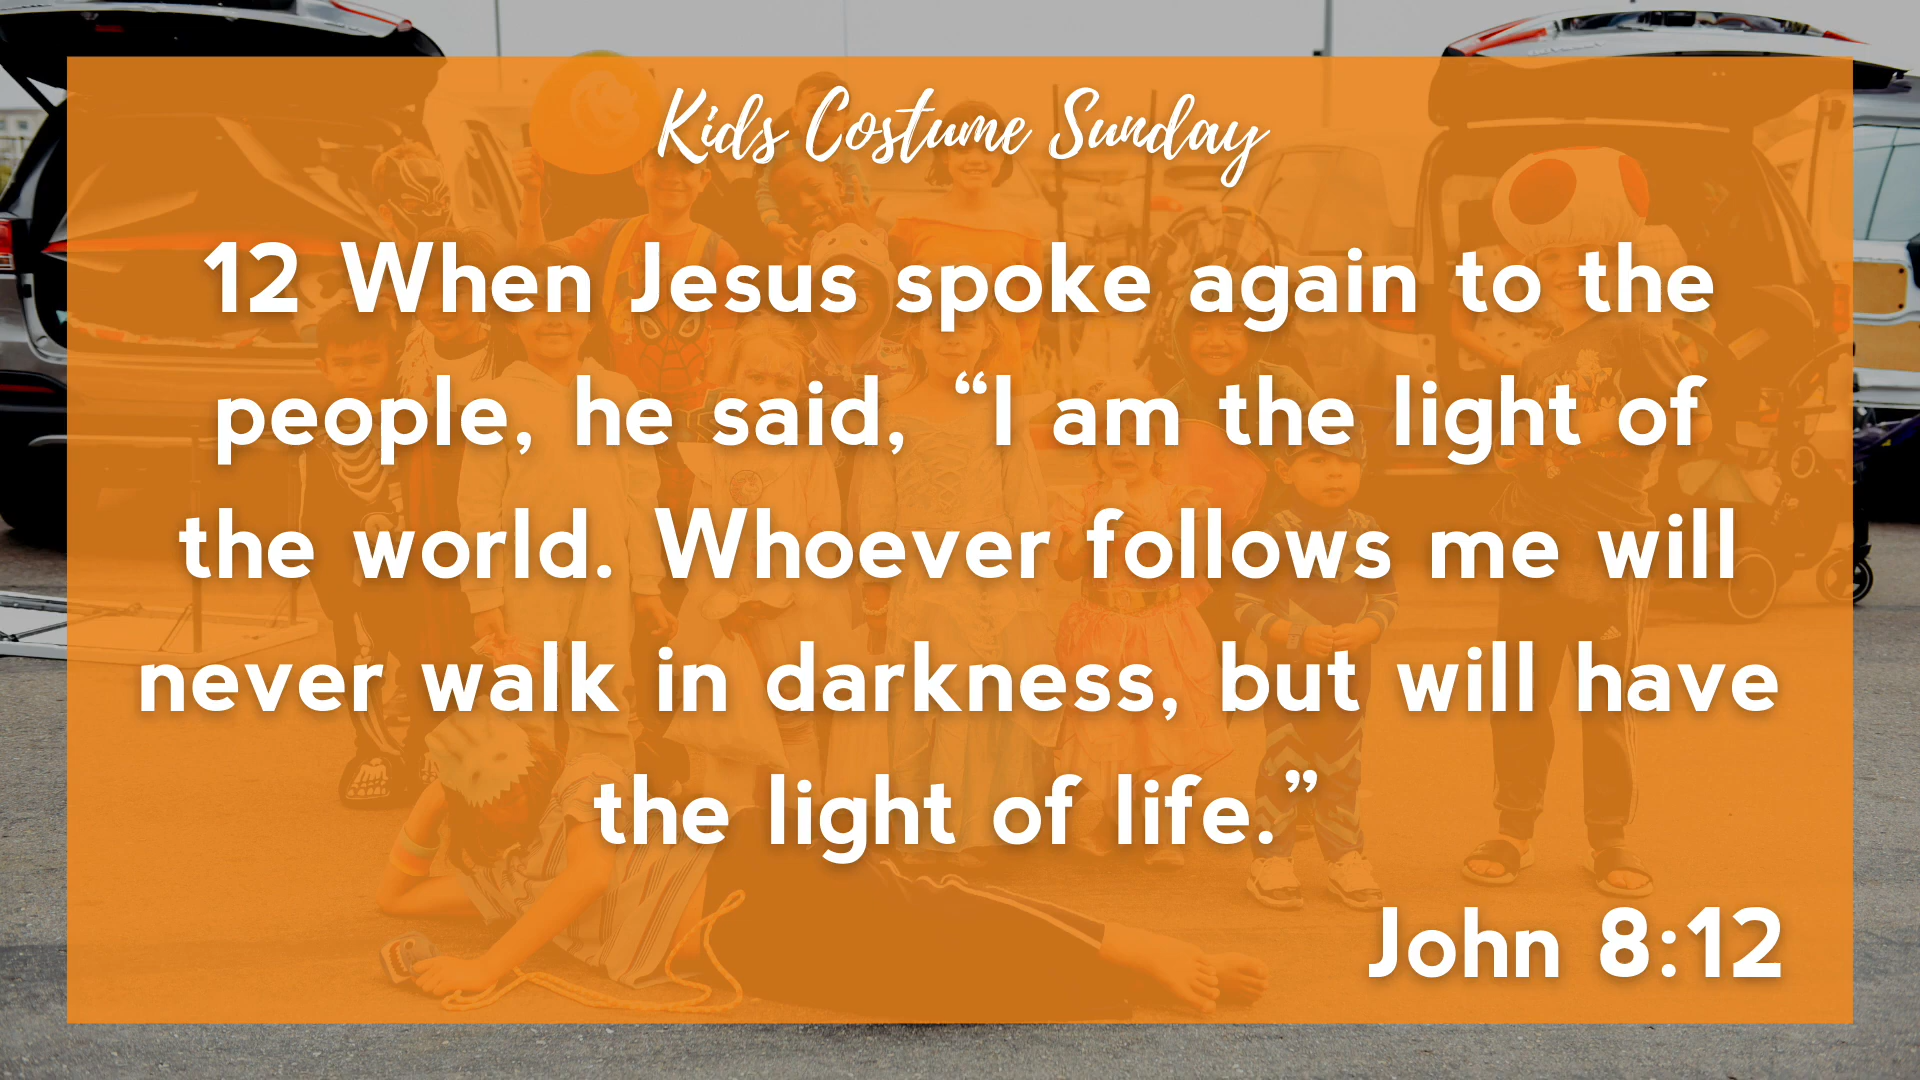 Kids Costume Sunday
12 When Jesus spoke again to the
people, he said, “I am the light of
the world. Whoever follows me will
never walk in darkness, but will have
the light of life.”
John 8:12